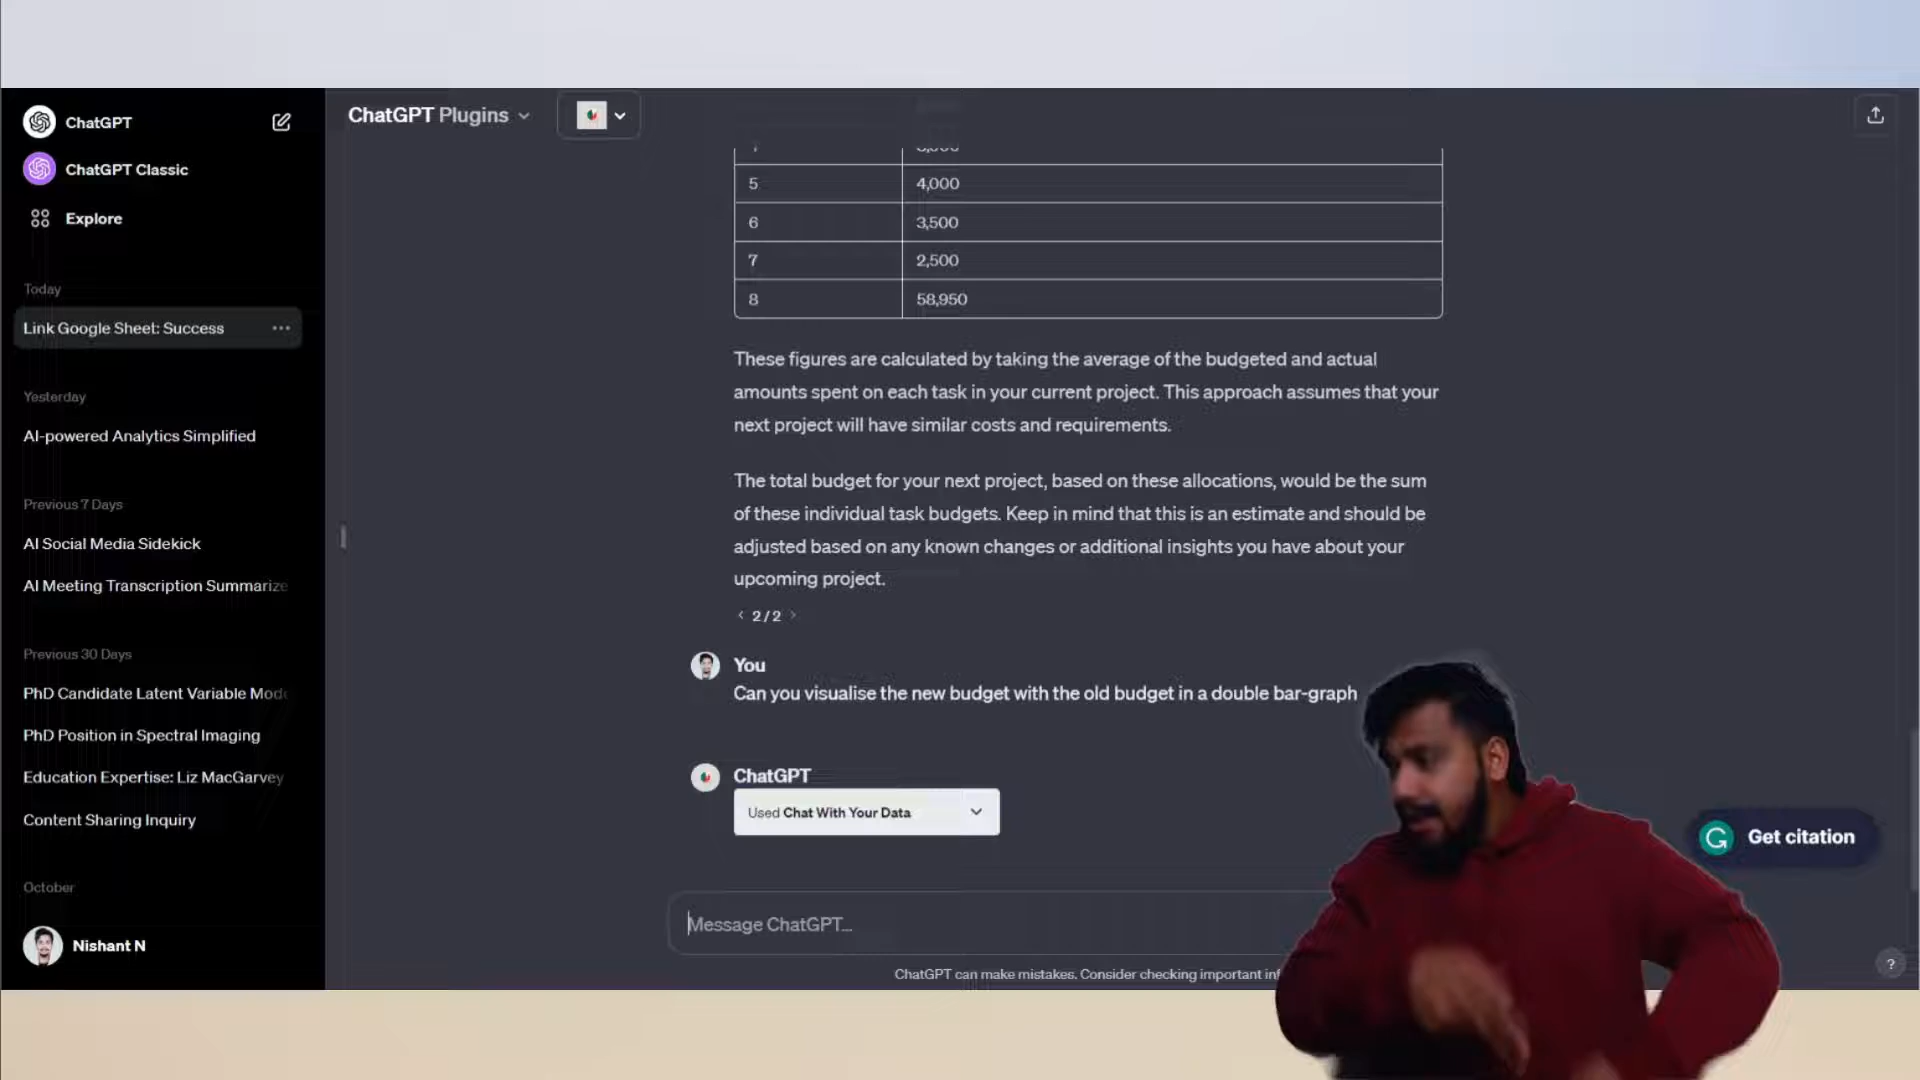 ChatGPT
ChatGPT Classic
Explore
Today
Link Google Sheet: Success
Yesterday
AI-powered Analytics Simplified
Previous 7 Days
AI Social Media Sidekick
AI Meeting Transcription Summarize
Previous 30 Days
PhD Candidate Latent Variable Mode
PhD Position in Spectral Imaging
Education Expertise: Liz MacGarvey
Content Sharing Inquiry
October
Nishant N
ChatGPT Plugins
5 4,000
6 3,500
7 2,500
8 58,950
These figures are calculated by taking the average of the budgeted and actual
amounts spent on each task in your current project. This approach assumes that your
next project will have similar costs and requirements.
The total budget for your next project, based on these allocations, would be the sum
of these individual task budgets. Keep in mind that this is an estimate and should be
adjusted based on any known changes or additional insights you have about your
upcoming project.
< 2/2 >
You
Can you visualise the new budget with the old budget in a double bar-graph
ChatGPT
Used Chat With Your Data
Get citation
Message ChatGPT...
ChatGPT can make mistakes. Consider checking important
?